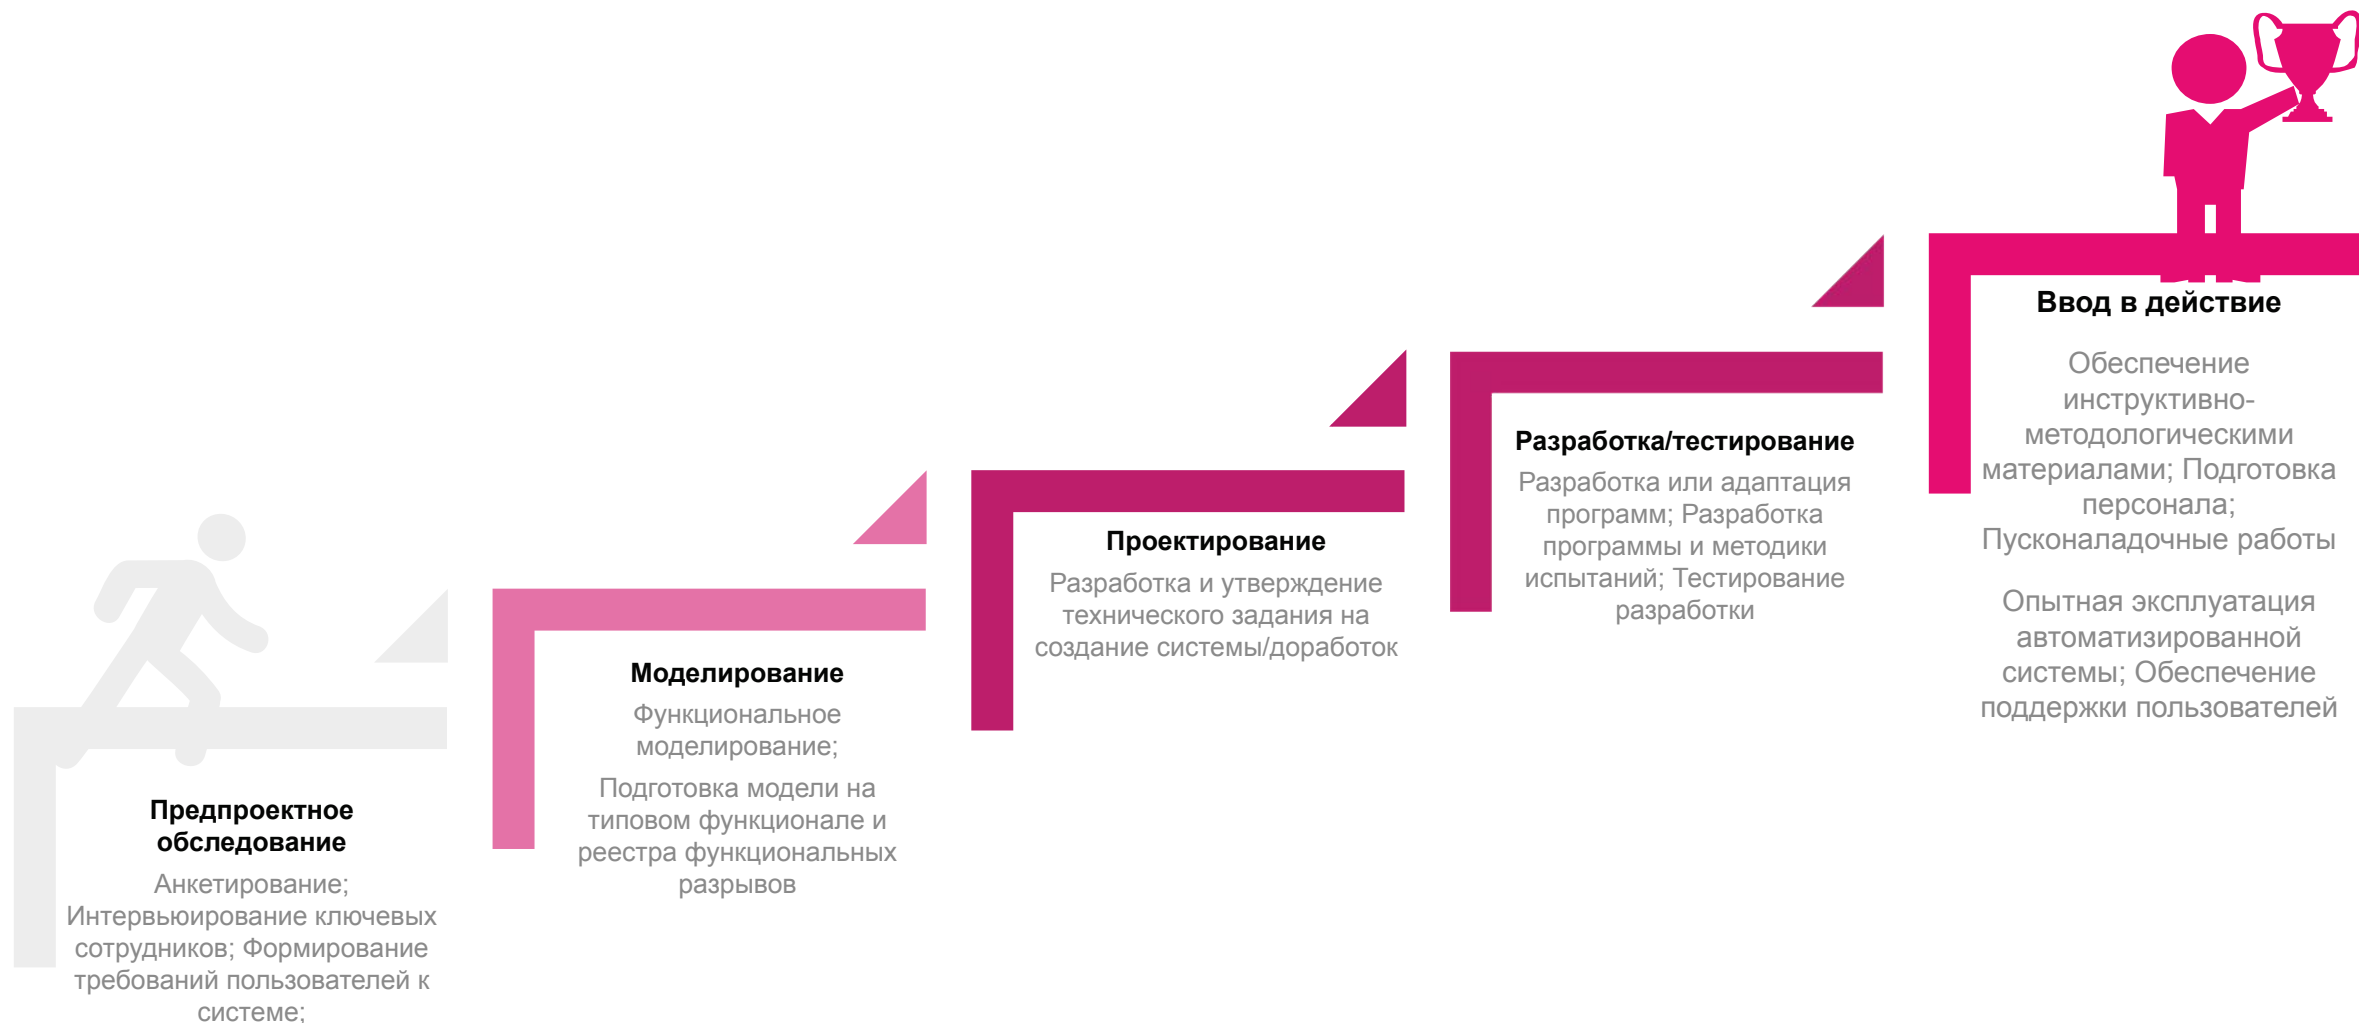 Предпроектное
обследование
Анкетирование;
Интервьюирование ключевых
сотрудников; Формирование
требований пользователей к
системе;
Моделирование
Функциональное
моделирование;
Подготовка модели на
типовом функционале и
реестра функциональных
разрывов
Проектирование
Разработка и утверждение
технического задания на
создание системы/доработок
Разработка/тестирование
Разработка или адаптация
программ; Разработка
программы и методики
испытаний; Тестирование
разработки
Ввод в действие
Обеспечение
инструктивно-
методологическими
материалами; Подготовка
персонала;
Пусконаладочные работы
Опытная эксплуатация
автоматизированной
системы; Обеспечение
поддержки пользователей